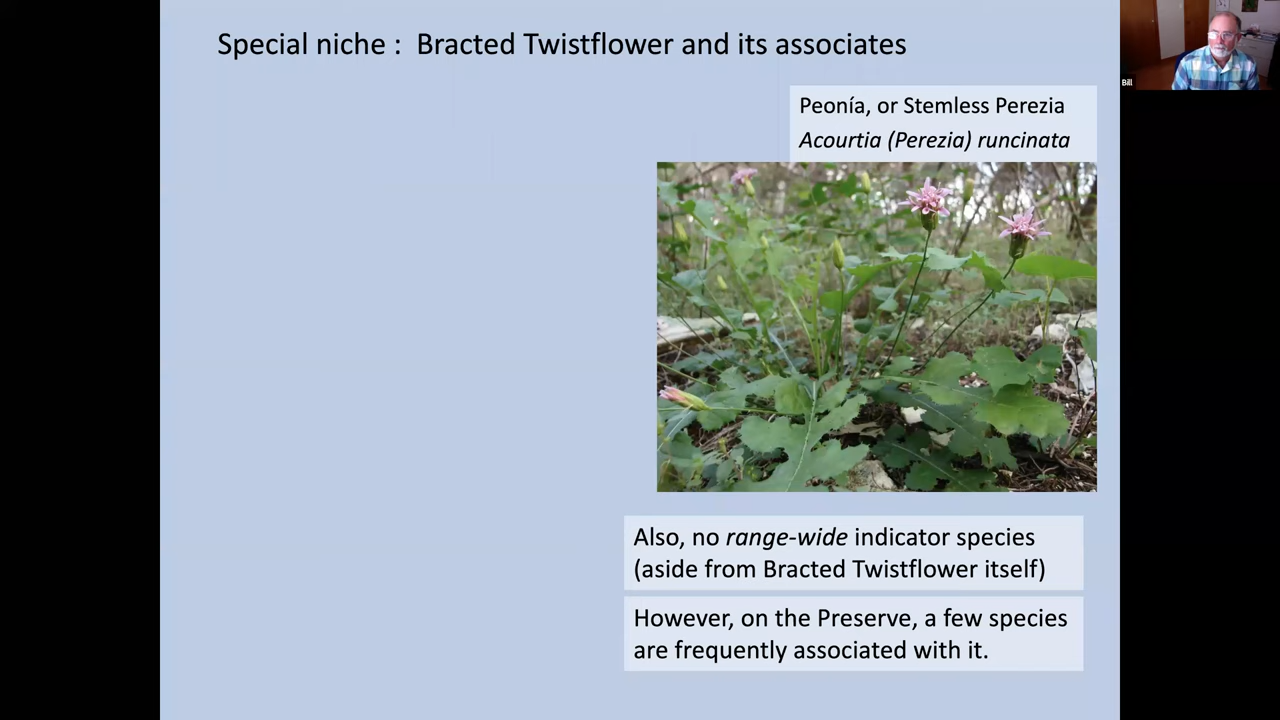 Special niche : Bracted Twistflower and its associates
Bill
Peonía, or Stemless Perezia
Acourtia (Perezia) runcinata
Also, no range-wide indicator species
(aside from Bracted Twistflower itself)
However, on the Preserve, a few species
are frequently associated with it.